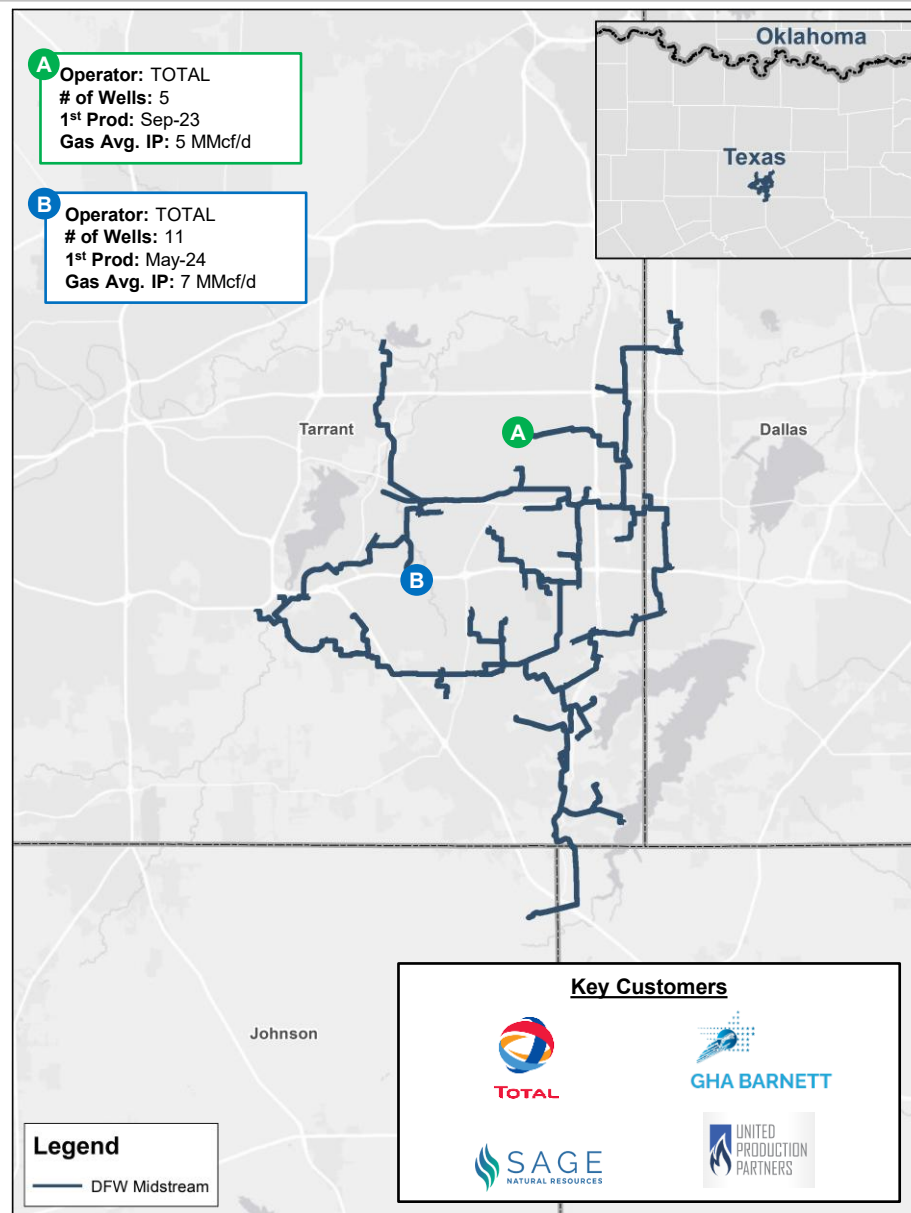 A
Operator: TOTAL
# of Wells: 5
1st Prod: Sep-23
Gas Avg. IP: 5 MMcf/d
B
Operator: TOTAL
# of Wells: 11
1st Prod: May-24
Gas Avg. IP: 7 MMcf/d
Oklahoma
Texas
Tarrant
A
Dallas
B
Johnson
Key Customers
TOTAL
GHA BARNETT
SAGE
NATURAL RESOURCES
UNITED
PRODUCTION
PARTNERS
Legend
DFW Midstream